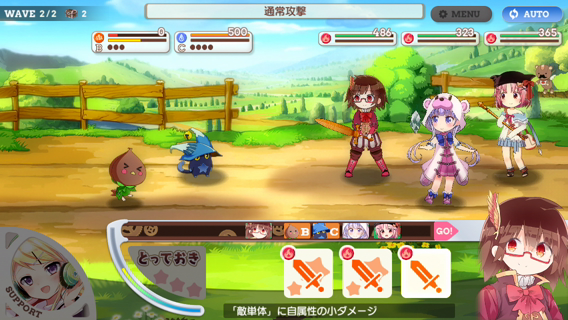 WAVE 2/2 2
通常攻撃
MENU
AUTO
0
B
500
C
486
323
365
B C
GO!
とっておき
SUPPORT
「敵単体」に自属性の小ダメージ